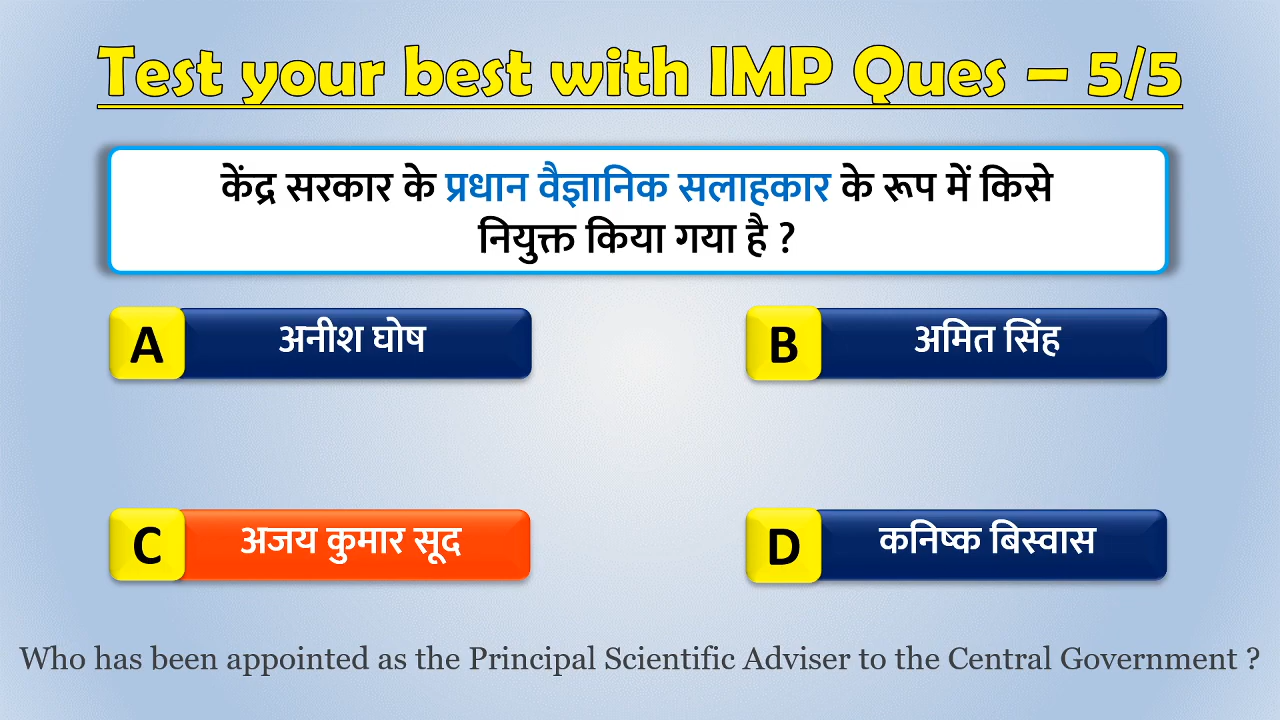 Test your best with IMP Ques – 5/5
केंद्र सरकार के प्रधान वैज्ञानिक सलाहकार के रूप में किसे
नियुक्त किया गया है ?
A अनीश घोष
B अमित सिंह
C अजय कुमार सूद
D कनिष्क बिस्वास
Who has been appointed as the Principal Scientific Adviser to the Central Government ?